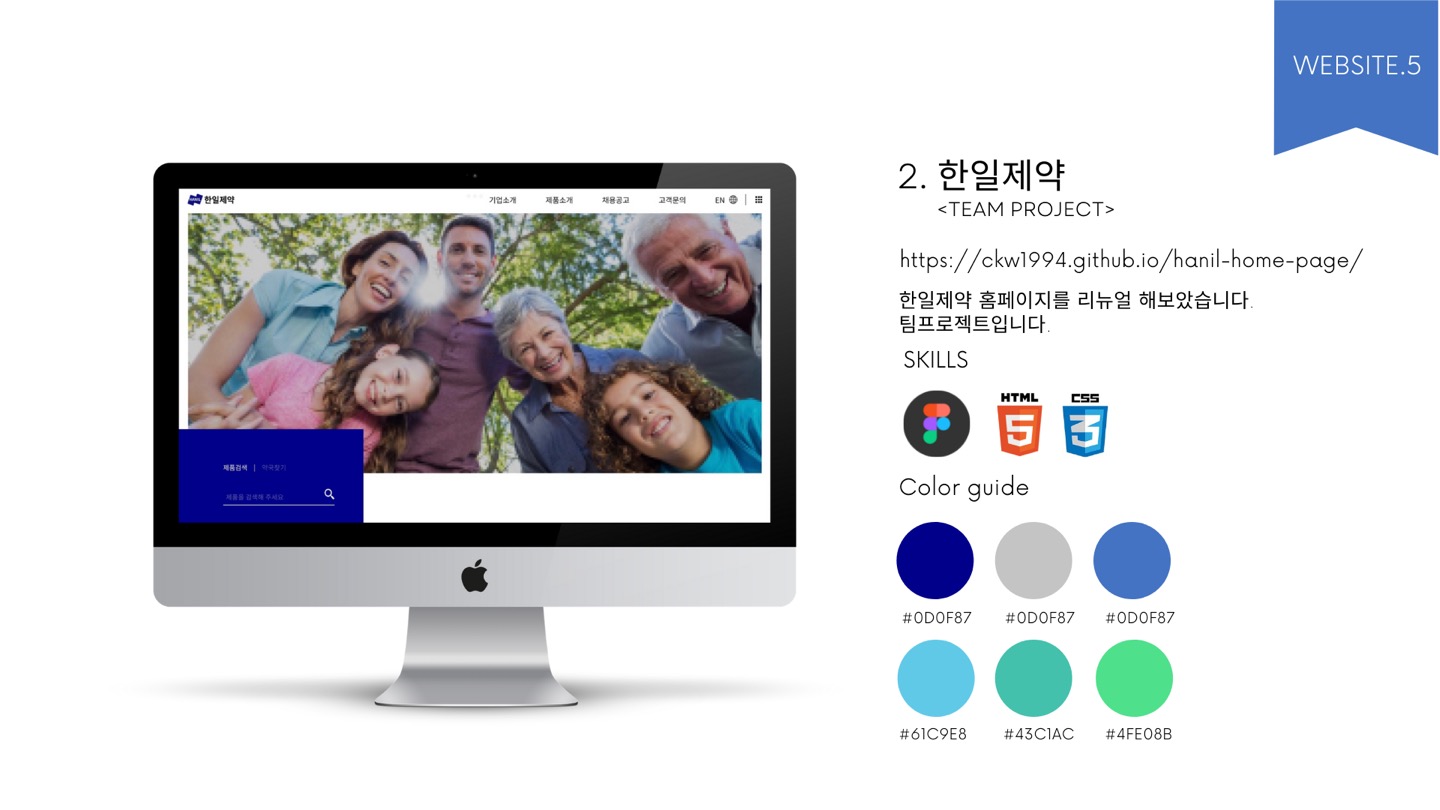 WEBSITE.5
HANIL 한일제약
기업소개 제품소개 채용공고 고객문의 EN
제품검색 | 약국찾기
제품을 검색해 주세요
2. 한일제약
<TEAM PROJECT>
https://ckw1994.github.io/hanil-home-page/
한일제약 홈페이지를 리뉴얼 해보았습니다.
팀프로젝트입니다.
SKILLS
HTML 5 CSS 3
Color guide
#0D0F87 #0D0F87 #0D0F87
#61C9E8 #43C1AC #4FE08B